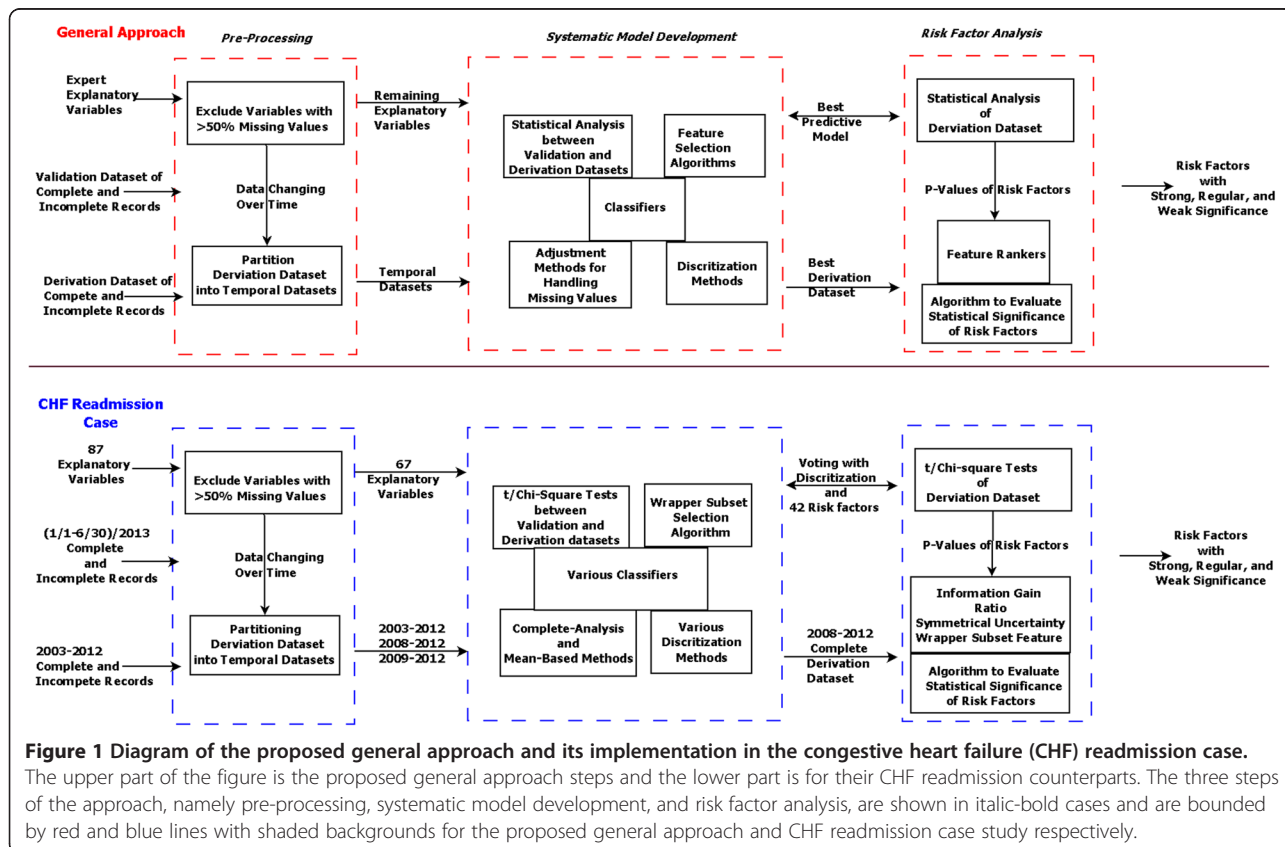 General Approach
Pre-Processing
Systematic Model Development
Risk Factor Analysis
Expert
Explanatory
Variables
Exclude Variables with
>50% Missing Values
Remaining
Explanatory
Variables
Validation Dataset of
Complete and
Incomplete Records
Data Changing
Over Time
Derivation Dataset of
Compete and
Incomplete Records
Partition
Derviation Dataset
into Temporal Datasets
Temporal
Datasets
Statistical Analysis
between
Validation and
Derivation Datasets
Feature
Selection
Algorithms
Classifiers
Adjustment
Methods for
Handling
Missing Values
Discritization
Methods
Best
Predictive
Model
Best
Derivation
Dataset
Statistical Analysis
of
Derviation Dataset
P-Values of Risk Factors
Feature Rankers
Algorithm to Evaluate
Statistical Significance
of Risk Factors
Risk Factors
with
Strong, Regular, and
Weak Significance
CHF Readmission
Case
87
Explanatory
Variables
Exclude Variables with
>50% Missing Values
67
Explanatory
Variables
(1/1-6/30)/2013
Complete
and
Incomplete Records
Data Changing
Over Time
2003-2012
Complete and
Incompete Records
Partitioning
Derviation Dataset
into Temporal Datasets
2003-2012
2008-2012
2009-2012
t/Chi-Square Tests
between
Validation and
Derivation datasets
Wrapper Subset
Selection
Algorithm
Various Classifiers
Complete-Analysis
and
Mean-Based Methods
Various
Discritization
Methods
Voting with
Discritization
and
42 Risk factors
2008-2012
Complete
Derivation
Dataset
t/Chi-square Tests
of
Derviation Dataset
P-Values of Risk Factors
Information Gain
Ratio
Symmetrical Uncertainty
Wrapper Subset Feature
Algorithm to Evaluate
Statistical Significance
of Risk Factors
Risk Factors
with
Strong, Regular, and
Weak Significance
Figure 1 Diagram of the proposed general approach and its implementation in the congestive heart failure (CHF) readmission case.
The upper part of the figure is the proposed general approach steps and the lower part is for their CHF readmission counterparts. The three steps
of the approach, namely pre-processing, systematic model development, and risk factor analysis, are shown in italic-bold cases and are bounded
by red and blue lines with shaded backgrounds for the proposed general approach and CHF readmission case study respectively.